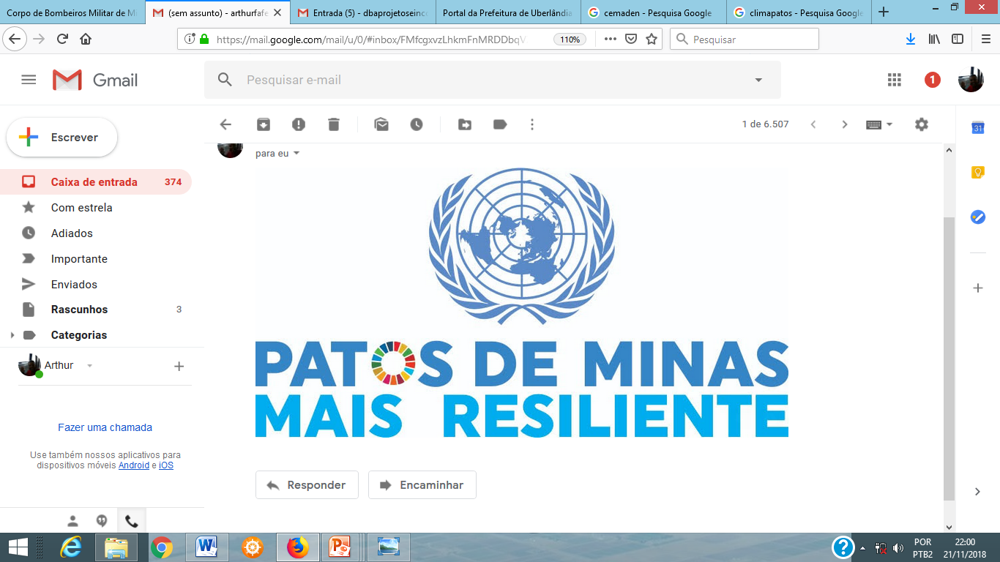 Corpo de Bombeiros Militar de Mi
(sem assunto) - arthurfafe
Entrada (5) - dbaprojetoseinco
Portal da Prefeitura de Uberlândia
cemaden - Pesquisa Google
climapatos - Pesquisa Google
https://mail.google.com/mail/u/0/#inbox/FMfcgxvzLhkmFnMRDDbqV
110%
Pesquisar
Gmail
Pesquisar e-mail
1
31
Escrever
1 de 6.507
para eu
Caixa de entrada 374
Com estrela
Adiados
Importante
Enviados
Rascunhos 3
Categorias
Arthur
PATOS DE MINAS
MAIS RESILIENTE
Fazer uma chamada
Use também nossos aplicativos para
dispositivos móveis Android e iOS
Responder
Encaminhar
POR
PTB2
22:00
21/11/2018